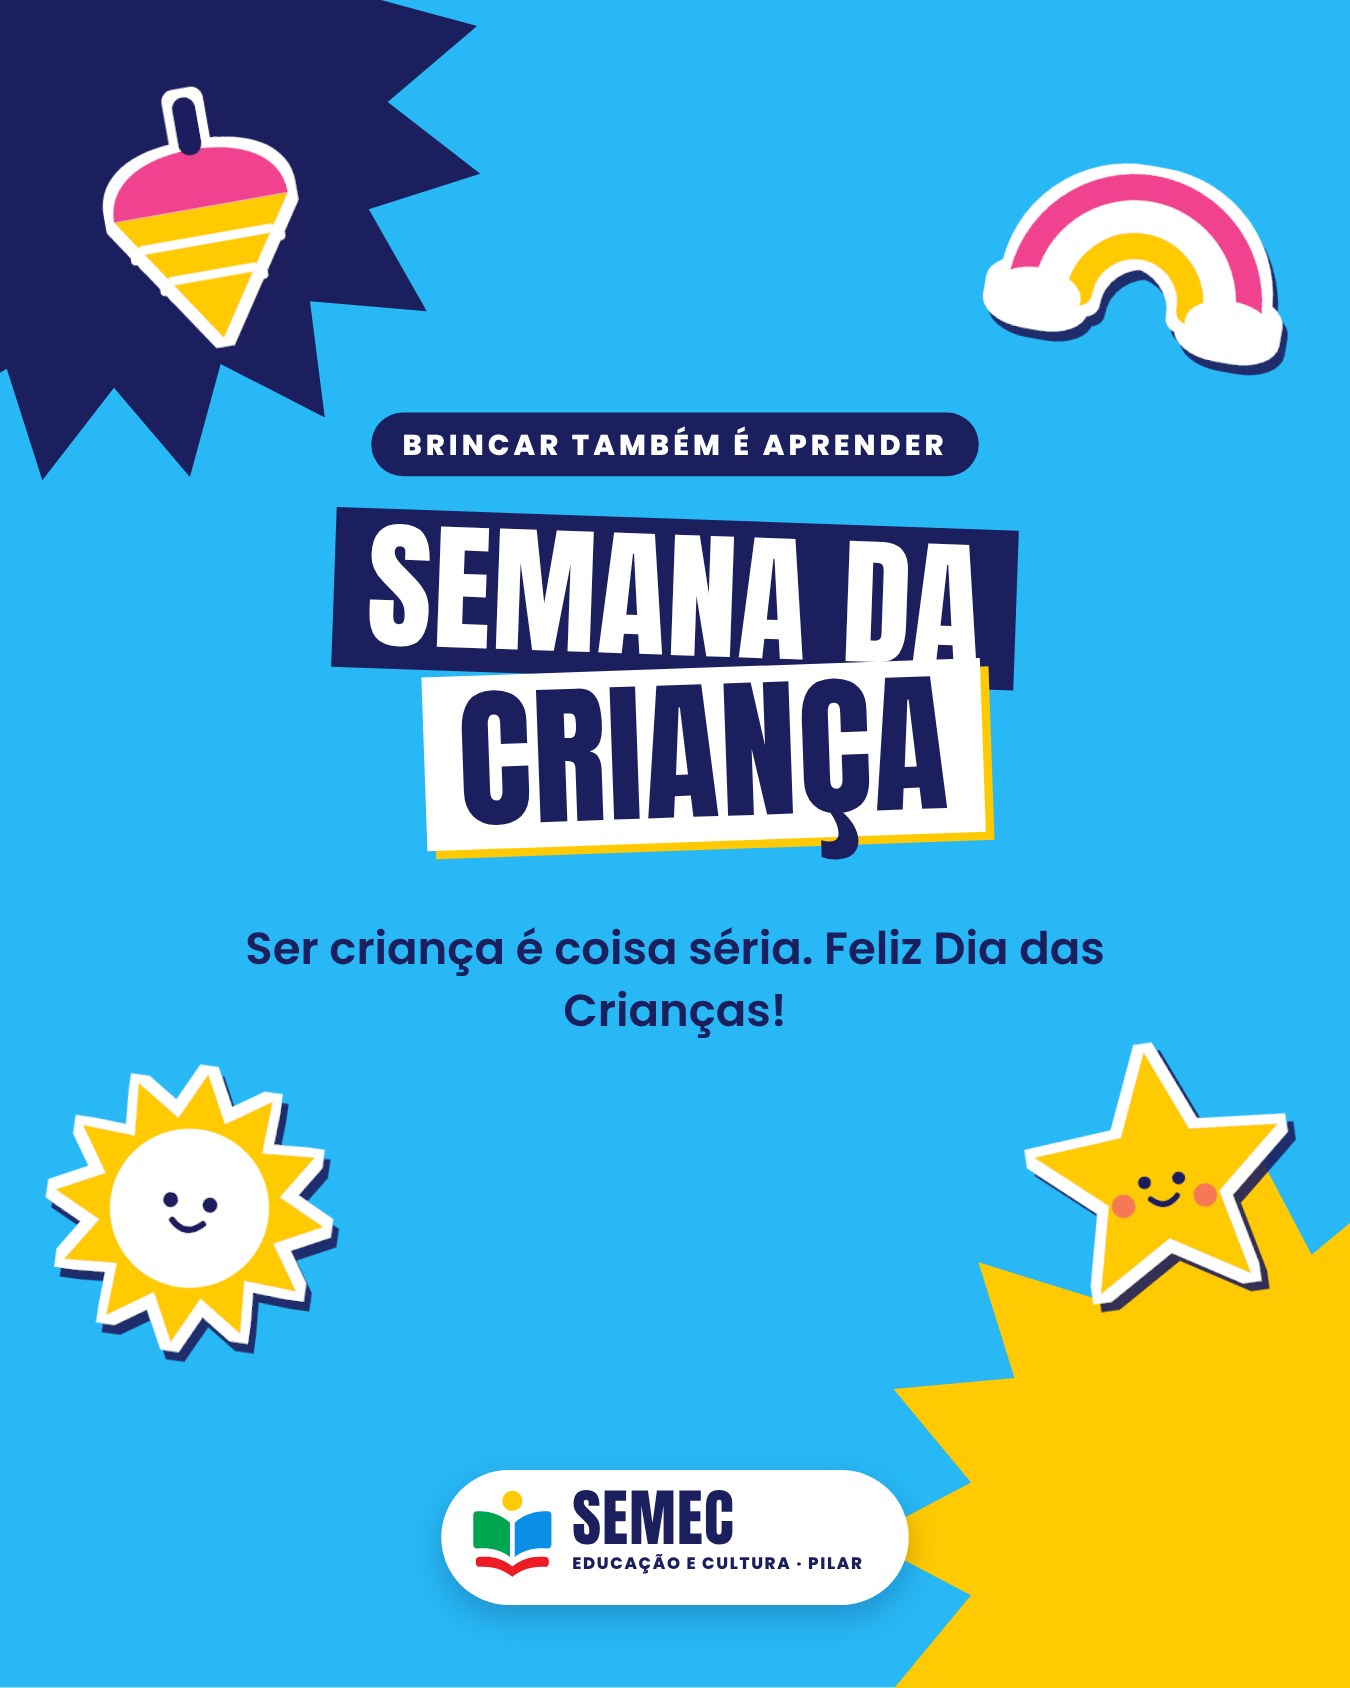 BRINCAR TAMBÉM É APRENDER
SEMANA DA
CRIANÇA
Ser criança é coisa séria. Feliz Dia das
Crianças!
SEMEC
EDUCAÇÃO E CULTURA · PILAR